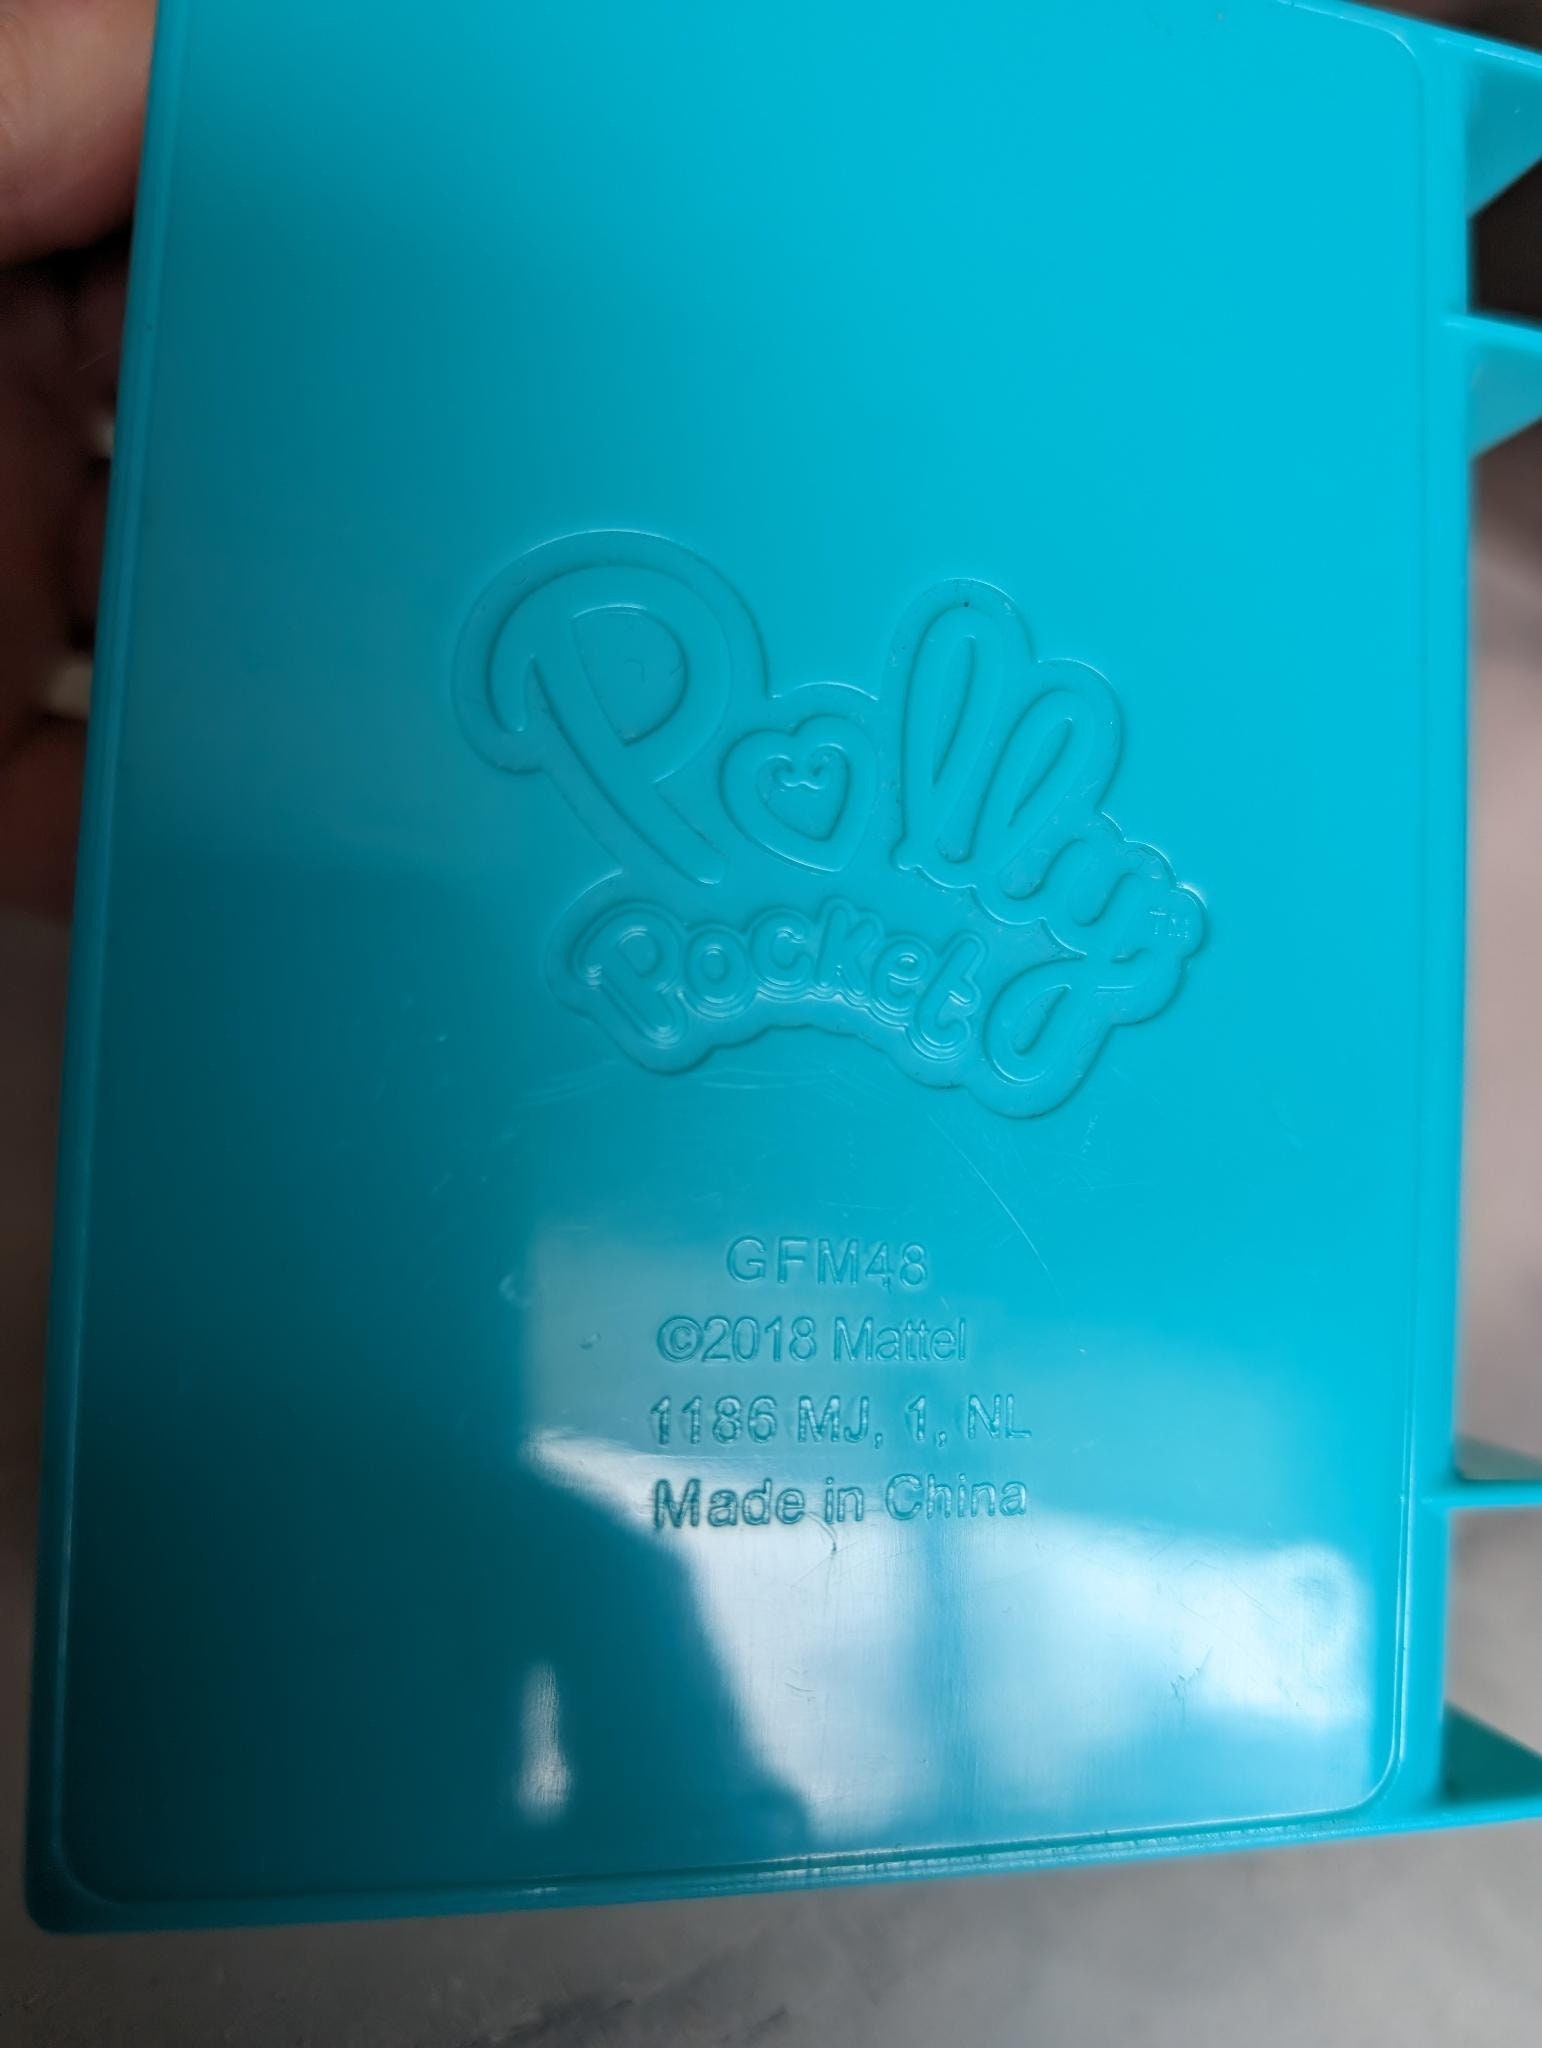 Polly
Pocket™
GFM48
©2018 Mattel
1186 MJ, 1, NL
Made in China